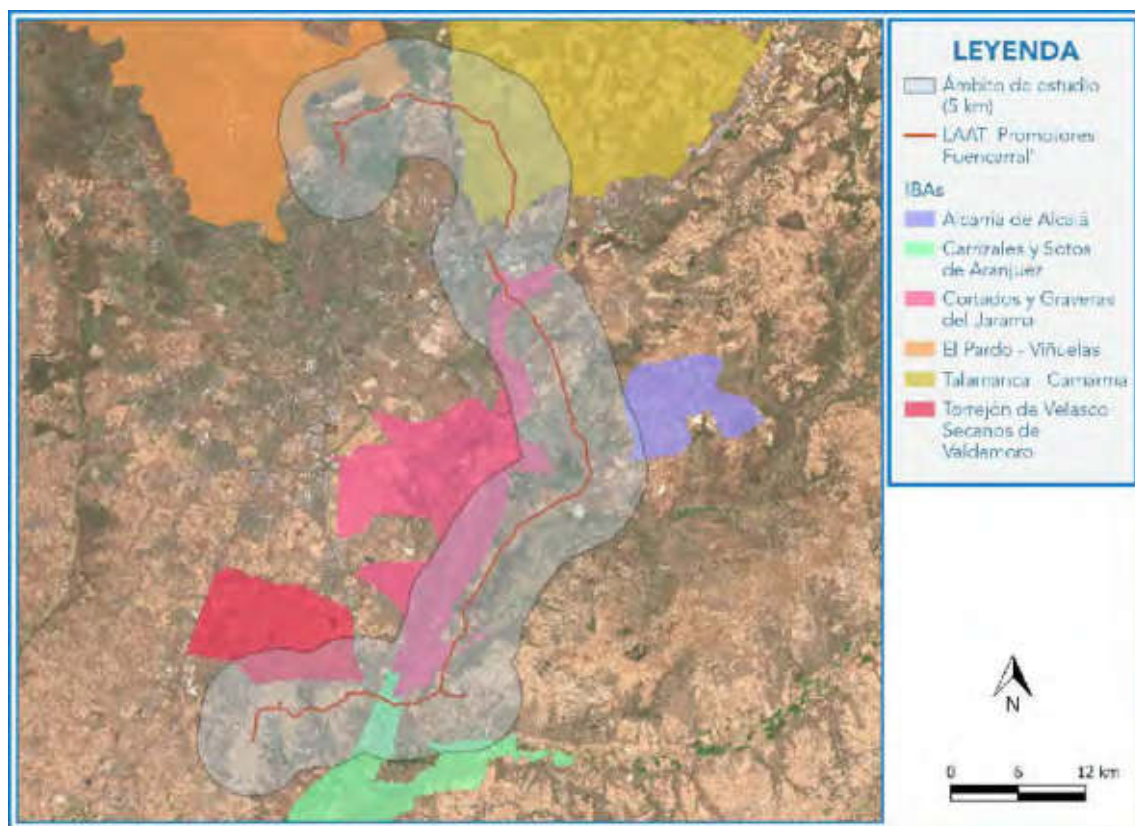 LEYENDA
Ámbito de estudio
(5 km)
LAAT 'Promotores
Fuencarral'
IBAs
Alcarria de Alcalá
Carrizales y Sotos
de Aranjuez
Cortados y Graveras
del Jarama
El Pardo - Viñuelas
Talamanca - Camarma
Torrejón de Velasco
Secanos de
Valdemoro
N
0 6 12 km